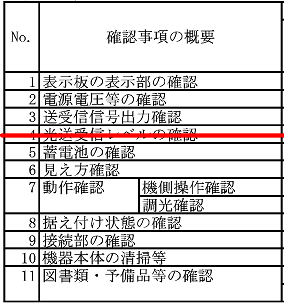 No. 確認事項の概要
1 表示板の表示部の確認
2 電源電圧等の確認
3 送受信信号出力確認
4 光送受信レベルの確認
5 蓄電池の確認
6 見え方確認
7 動作確認 機側操作確認
調光確認
8 据え付け状態の確認
9 接続部の確認
10 機器本体の清掃等
11 図書類・予備品等の確認